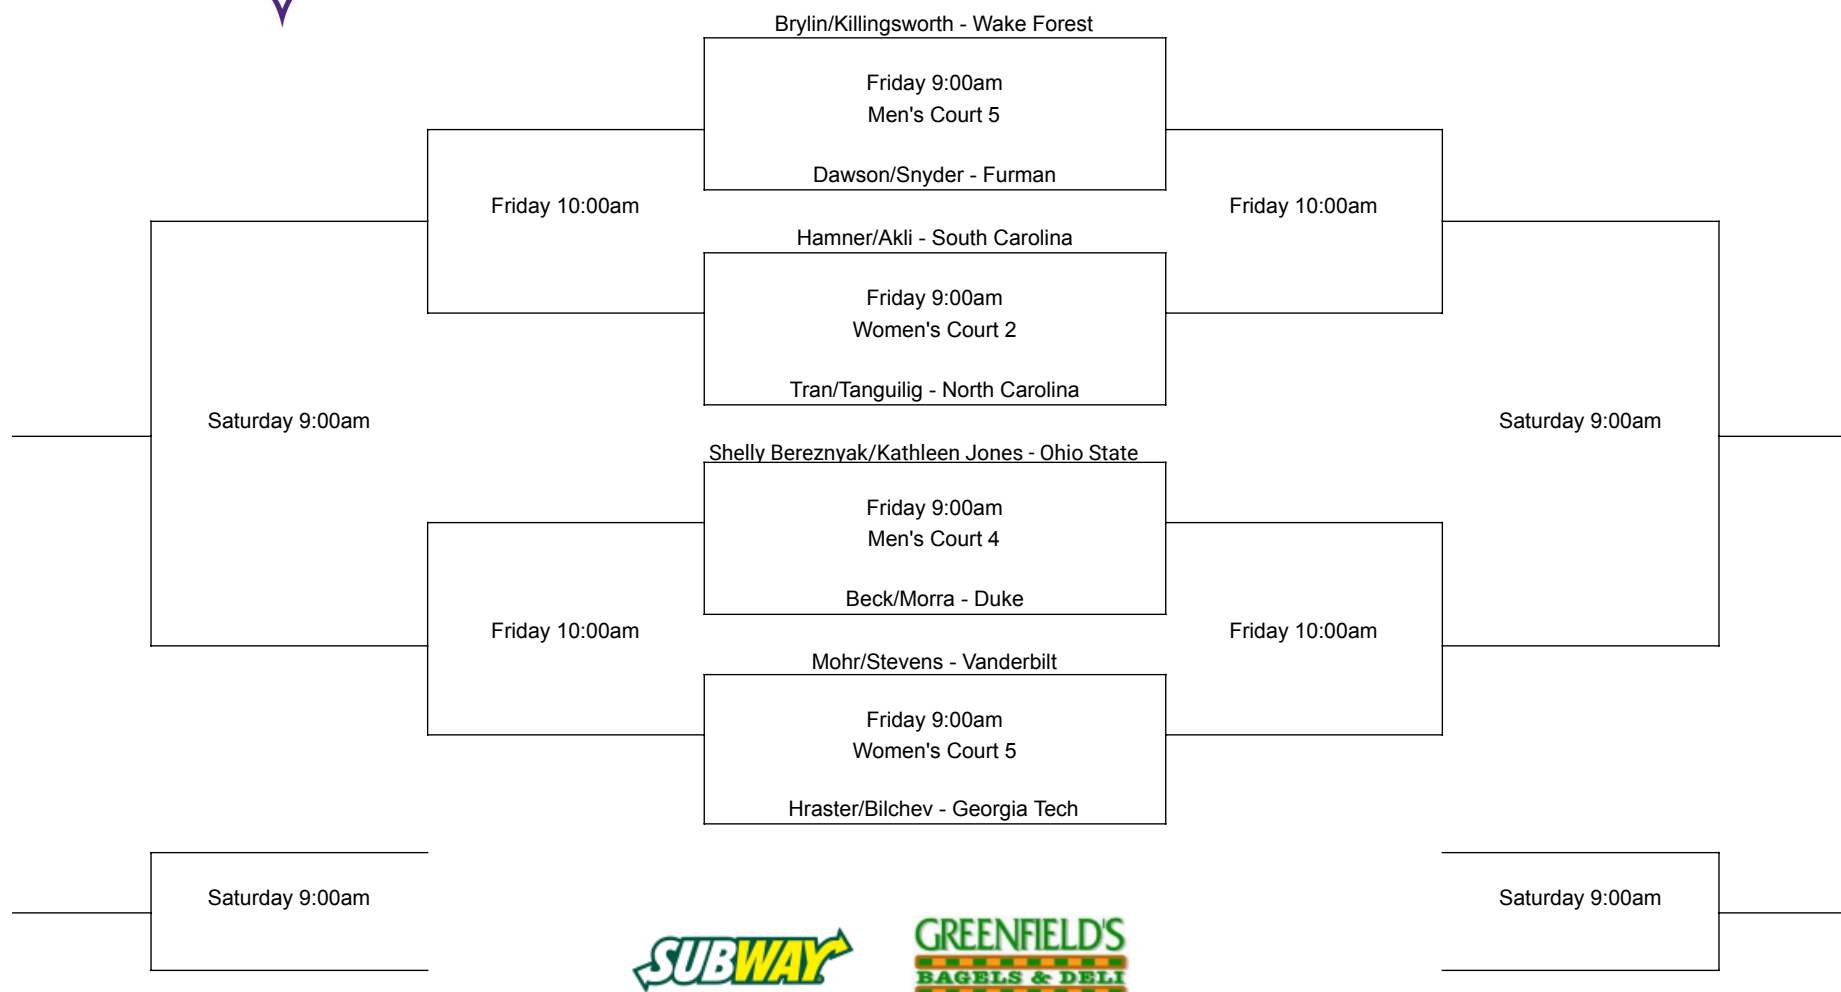 Brylin/Killingsworth - Wake Forest
Friday 9:00am
Men's Court 5
Dawson/Snyder - Furman
Friday 10:00am
Friday 10:00am
Hamner/Akli - South Carolina
Friday 9:00am
Women's Court 2
Tran/Tanguilig - North Carolina
Saturday 9:00am
Saturday 9:00am
Shelly Bereznyak/Kathleen Jones - Ohio State
Friday 9:00am
Men's Court 4
Beck/Morra - Duke
Friday 10:00am
Friday 10:00am
Mohr/Stevens - Vanderbilt
Friday 9:00am
Women's Court 5
Hraster/Bilchev - Georgia Tech
Saturday 9:00am
Saturday 9:00am
SUBWAY
GREENFIELD'S
BAGELS & DELI